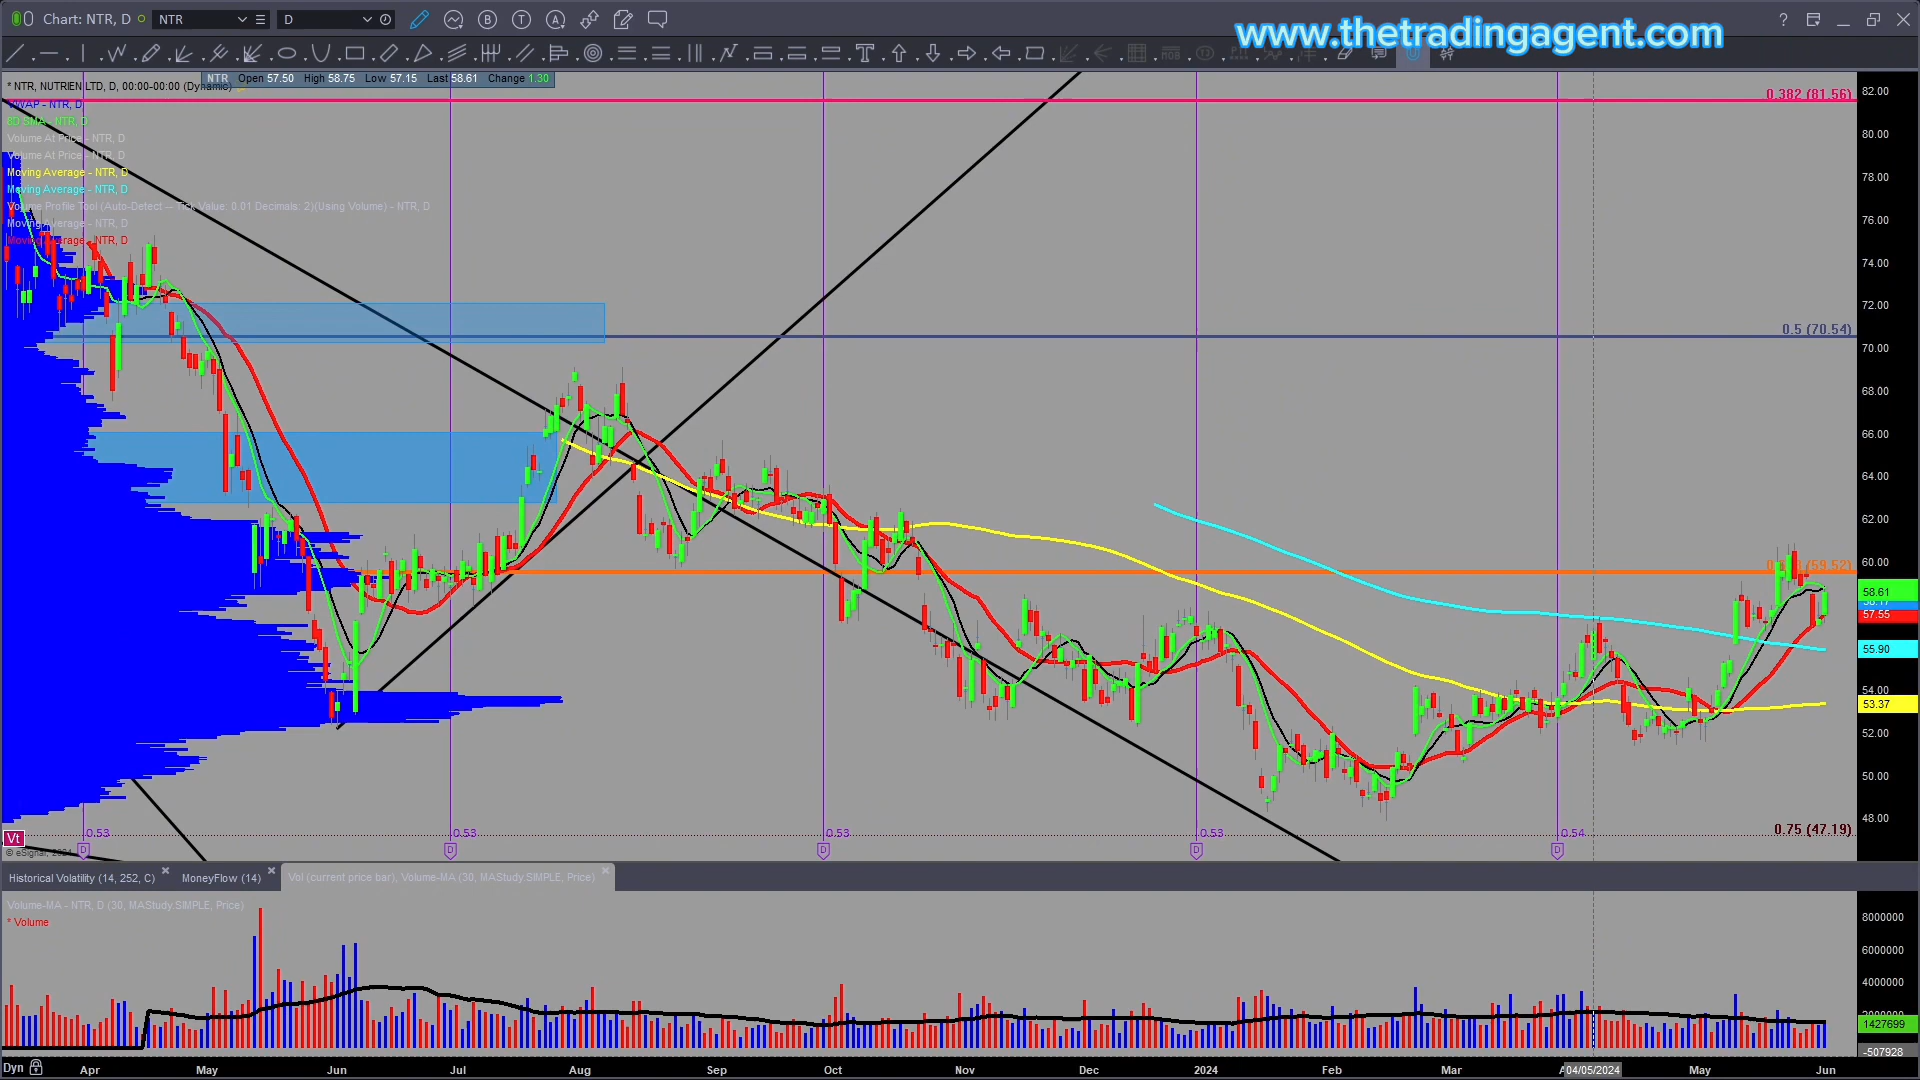 Chart: NTR, D
NTR
D
www.thetradingagent.com
NTR Open 57.50 High 58.75 Low 57.15 Last 58.61 Change 1.30
* NTR, NUTRIEN LTD, D, 00:00-00:00 (Dynamic)
VWAP - NTR, D
8D SMA - NTR, D
Volume At Price - NTR, D
Volume At Price - NTR, D
Moving Average - NTR, D
Moving Average - NTR, D
Volume Profile Tool (Auto-Detect -- Tick Value: 0.01 Decimals: 2)(Using Volume) - NTR, D
Moving Average - NTR, D
Moving Average - NTR, D
0.382 (81.56)
0.5 (70.54)
(59.52)
0.75 (47.19)
82.00
80.00
78.00
76.00
74.00
72.00
70.00
68.00
66.00
64.00
62.00
60.00
58.61
57.55
55.90
54.00
53.37
52.00
50.00
48.00
0.53 0.53 0.53 0.53 0.54
D D D D D
Vt
© eSignal, 2024
Historical Volatility (14, 252, C) MoneyFlow (14) Vol (current price bar), Volume-MA (30, MAStudy.SIMPLE, Price)
Volume-MA - NTR, D (30, MAStudy.SIMPLE, Price)
* Volume
8000000
6000000
4000000
1427699
-507928
Dyn Apr May Jun Jul Aug Sep Oct Nov Dec 2024 Feb Mar 04/05/2024 May Jun